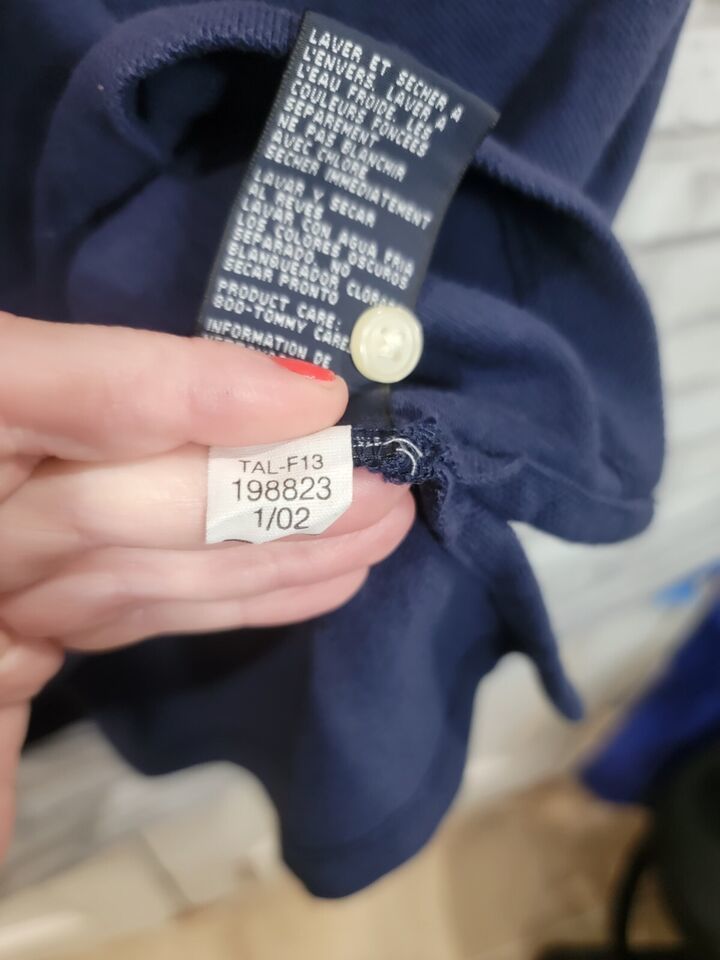 LAVER ET SECHER A
L'ENVERS. LAVER A
L'EAU FROIDE. LES
COULEURS FONCEES
SEPAREMENT
NE PAS BLANCHIR
AVEC CHLORE
SECHER IMMEDIATEMENT
LAVAR Y SECAR
AL REVES.
LAVAR CON AGUA FRIA
LOS COLORES OSCUROS
SEPARADO. NO
BLANQUEADOR CLORADO
SECAR PRONTO
PRODUCT CARE:
800-TOMMY CARE
INFORMATION DE
TAL-F13
198823
1/02